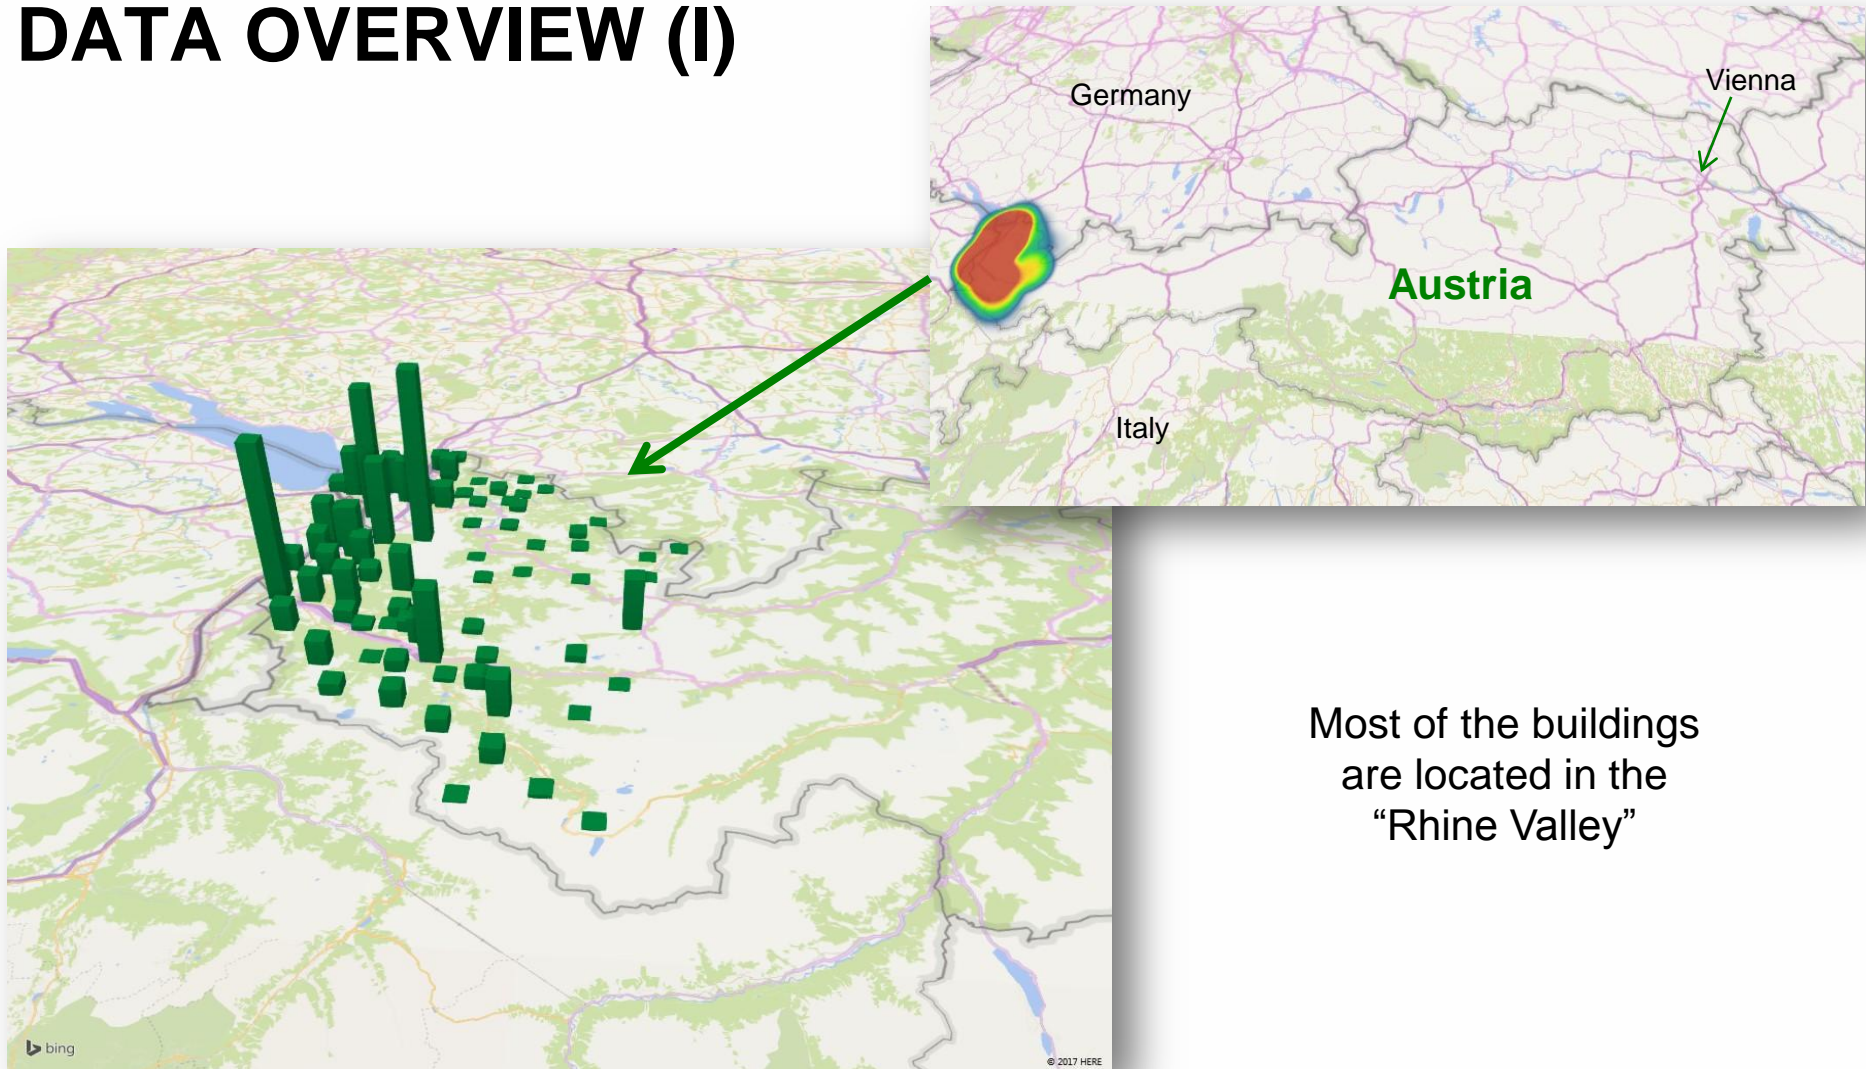 DATA OVERVIEW (I)
Germany
Vienna
Austria
Italy
Most of the buildings
are located in the
“Rhine Valley”
bing
© 2017 HERE